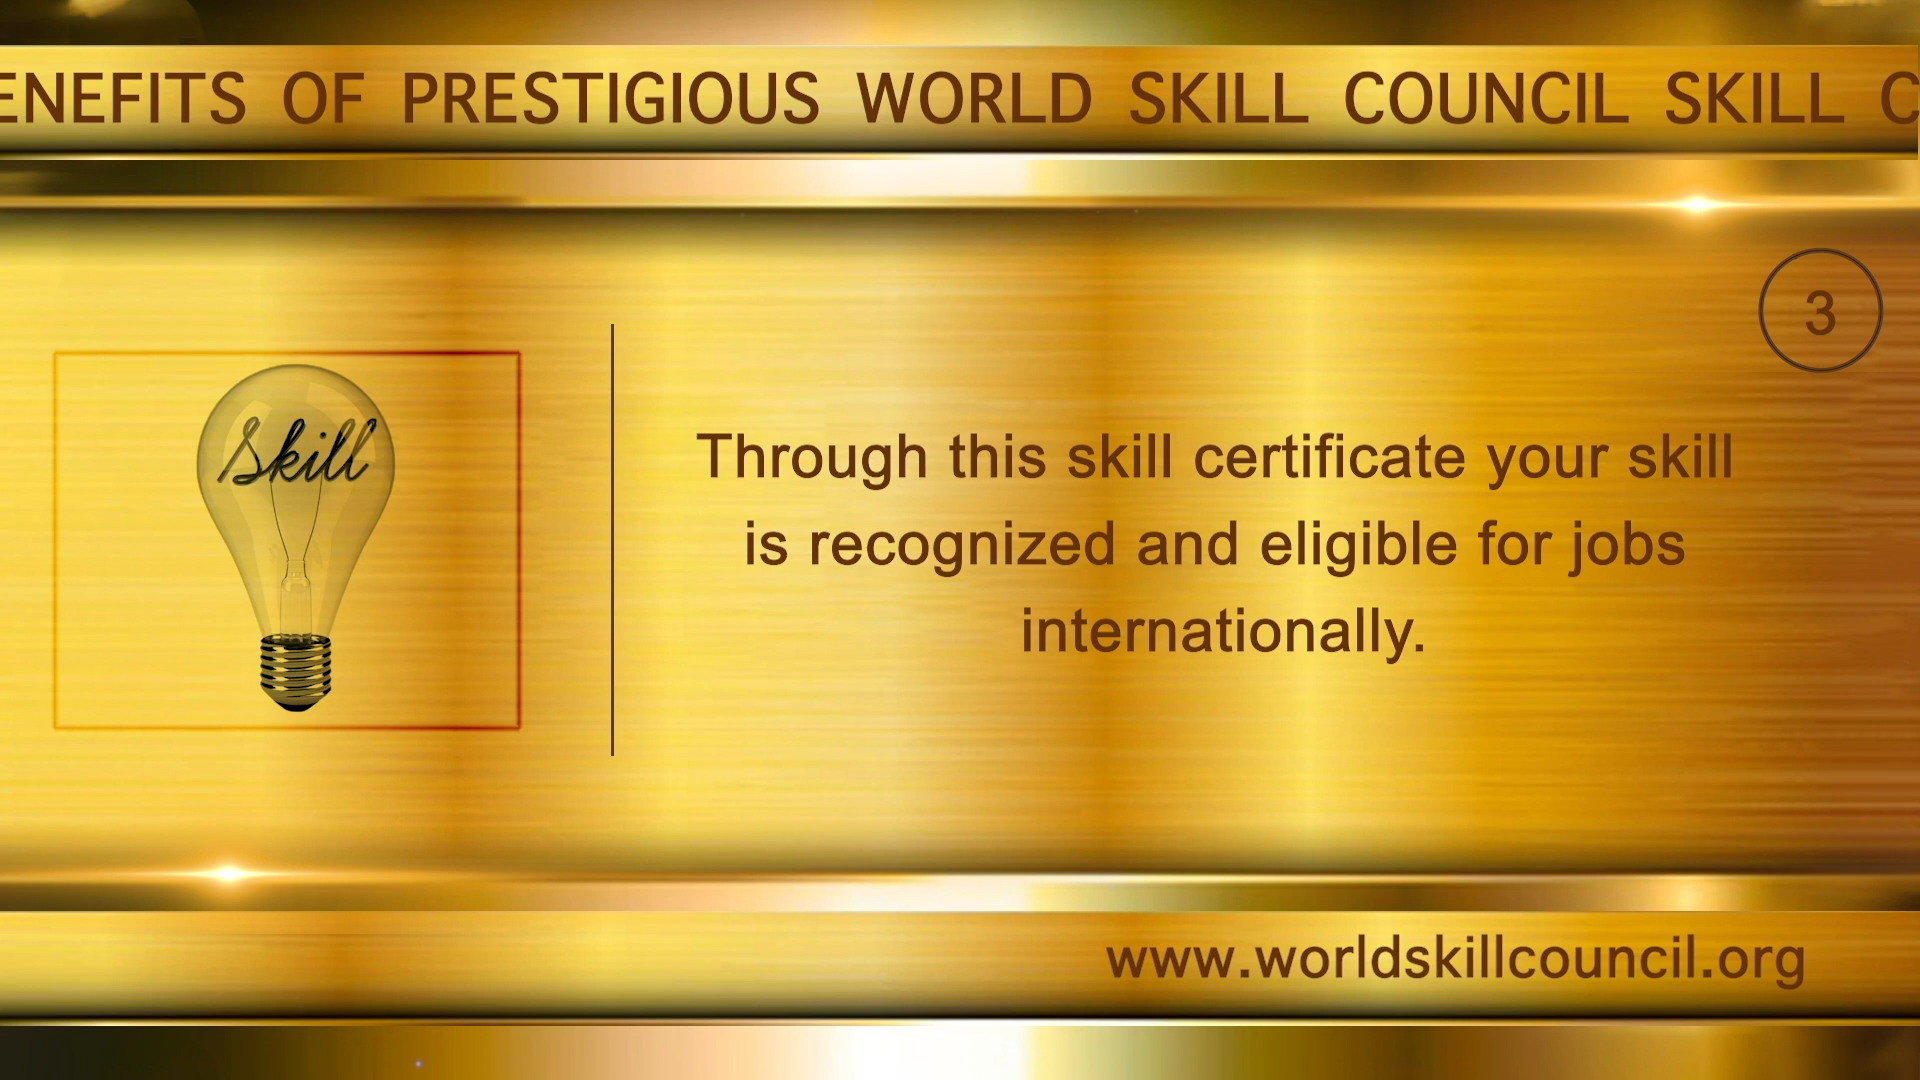 ENEFITS OF PRESTIGIOUS WORLD SKILL COUNCIL SKILL C
3
Skill
Through this skill certificate your skill
is recognized and eligible for jobs
internationally.
www.worldskillcouncil.org